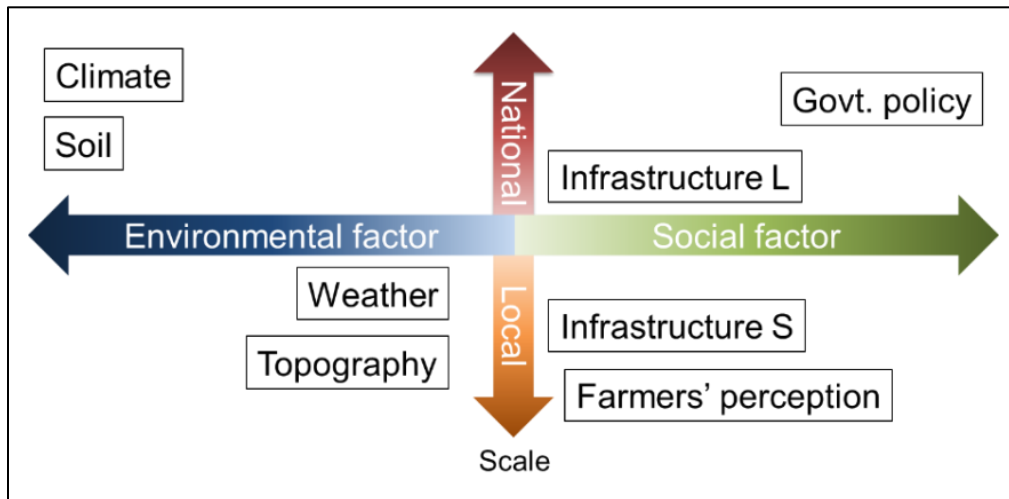 Climate
Soil
National
Govt. policy
Infrastructure L
Environmental factor
Social factor
Weather
Topography
Local
Infrastructure S
Farmers’ perception
Scale